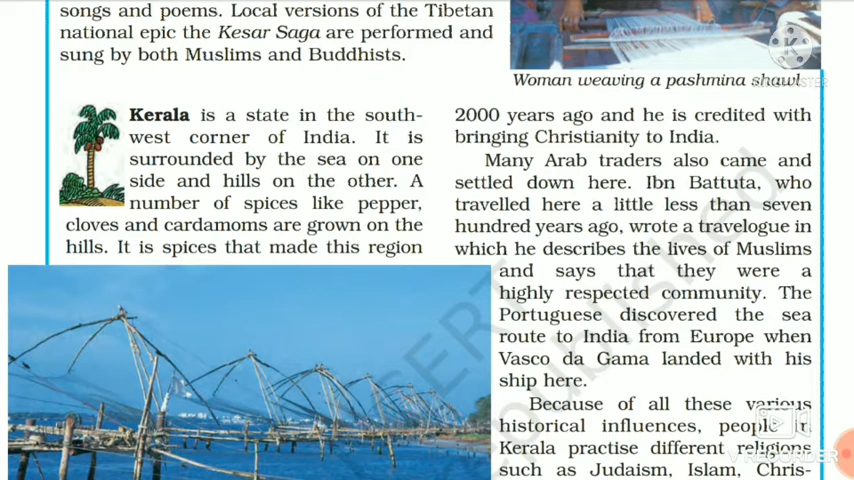 songs and poems. Local versions of the Tibetan
national epic the Kesar Saga are performed and
sung by both Muslims and Buddhists.
Woman weaving a pashmina shawl
Kerala is a state in the south-
west corner of India. It is
surrounded by the sea on one
side and hills on the other. A
number of spices like pepper,
cloves and cardamoms are grown on the
hills. It is spices that made this region
2000 years ago and he is credited with
bringing Christianity to India.
Many Arab traders also came and
settled down here. Ibn Battuta, who
travelled here a little less than seven
hundred years ago, wrote a travelogue in
which he describes the lives of Muslims
and says that they were a
highly respected community. The
Portuguese discovered the sea
route to India from Europe when
Vasco da Gama landed with his
ship here.
Because of all these various
historical influences, people in
Kerala practise different religions
such as Judaism, Islam, Chris-